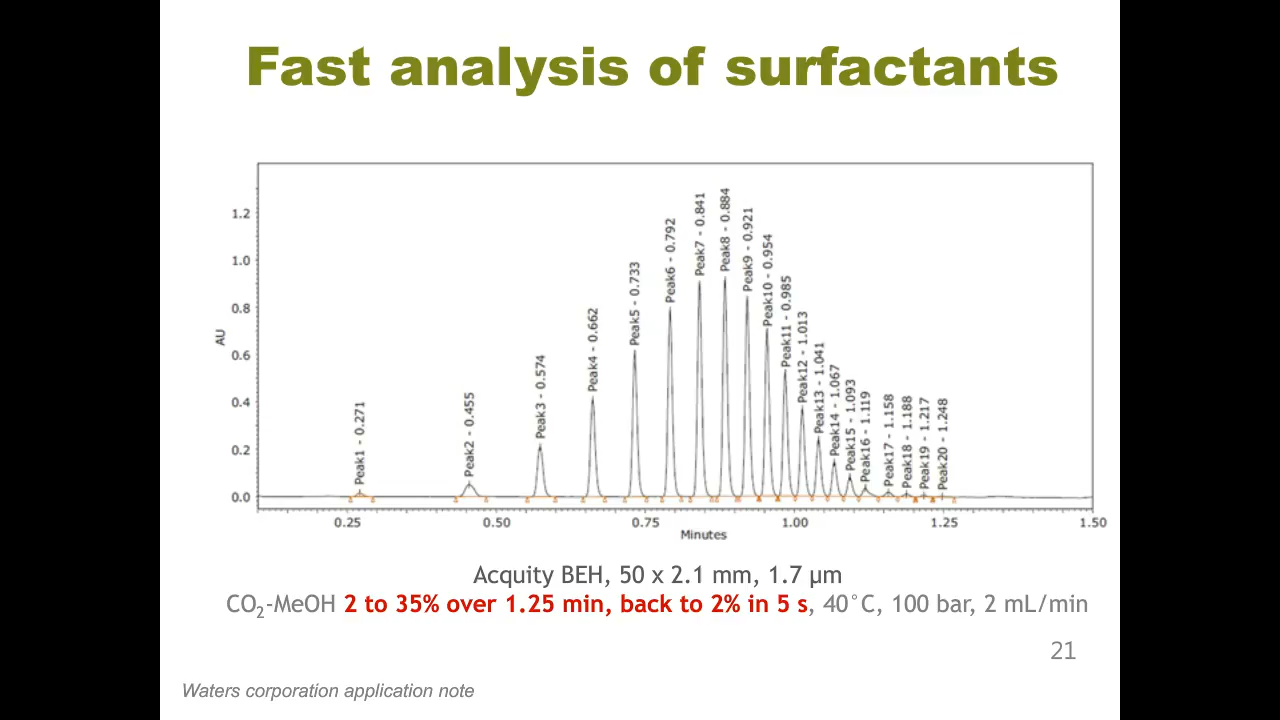 Fast analysis of surfactants
Peak1 - 0.271
Peak2 - 0.455
Peak3 - 0.574
Peak4 - 0.662
Peak5 - 0.733
Peak6 - 0.792
Peak7 - 0.841
Peak8 - 0.884
Peak9 - 0.921
Peak10 - 0.954
Peak11 - 0.985
Peak12 - 1.013
Peak13 - 1.041
Peak14 - 1.067
Peak15 - 1.093
Peak16 - 1.119
Peak17 - 1.158
Peak18 - 1.188
Peak19 - 1.217
Peak20 - 1.248
AU
1.2
1.0
0.8
0.6
0.4
0.2
0.0
0.25 0.50 0.75 1.00 1.25 1.50
Minutes
Acquity BEH, 50 x 2.1 mm, 1.7 µm
CO₂-MeOH 2 to 35% over 1.25 min, back to 2% in 5 s, 40°C, 100 bar, 2 mL/min
21
Waters corporation application note